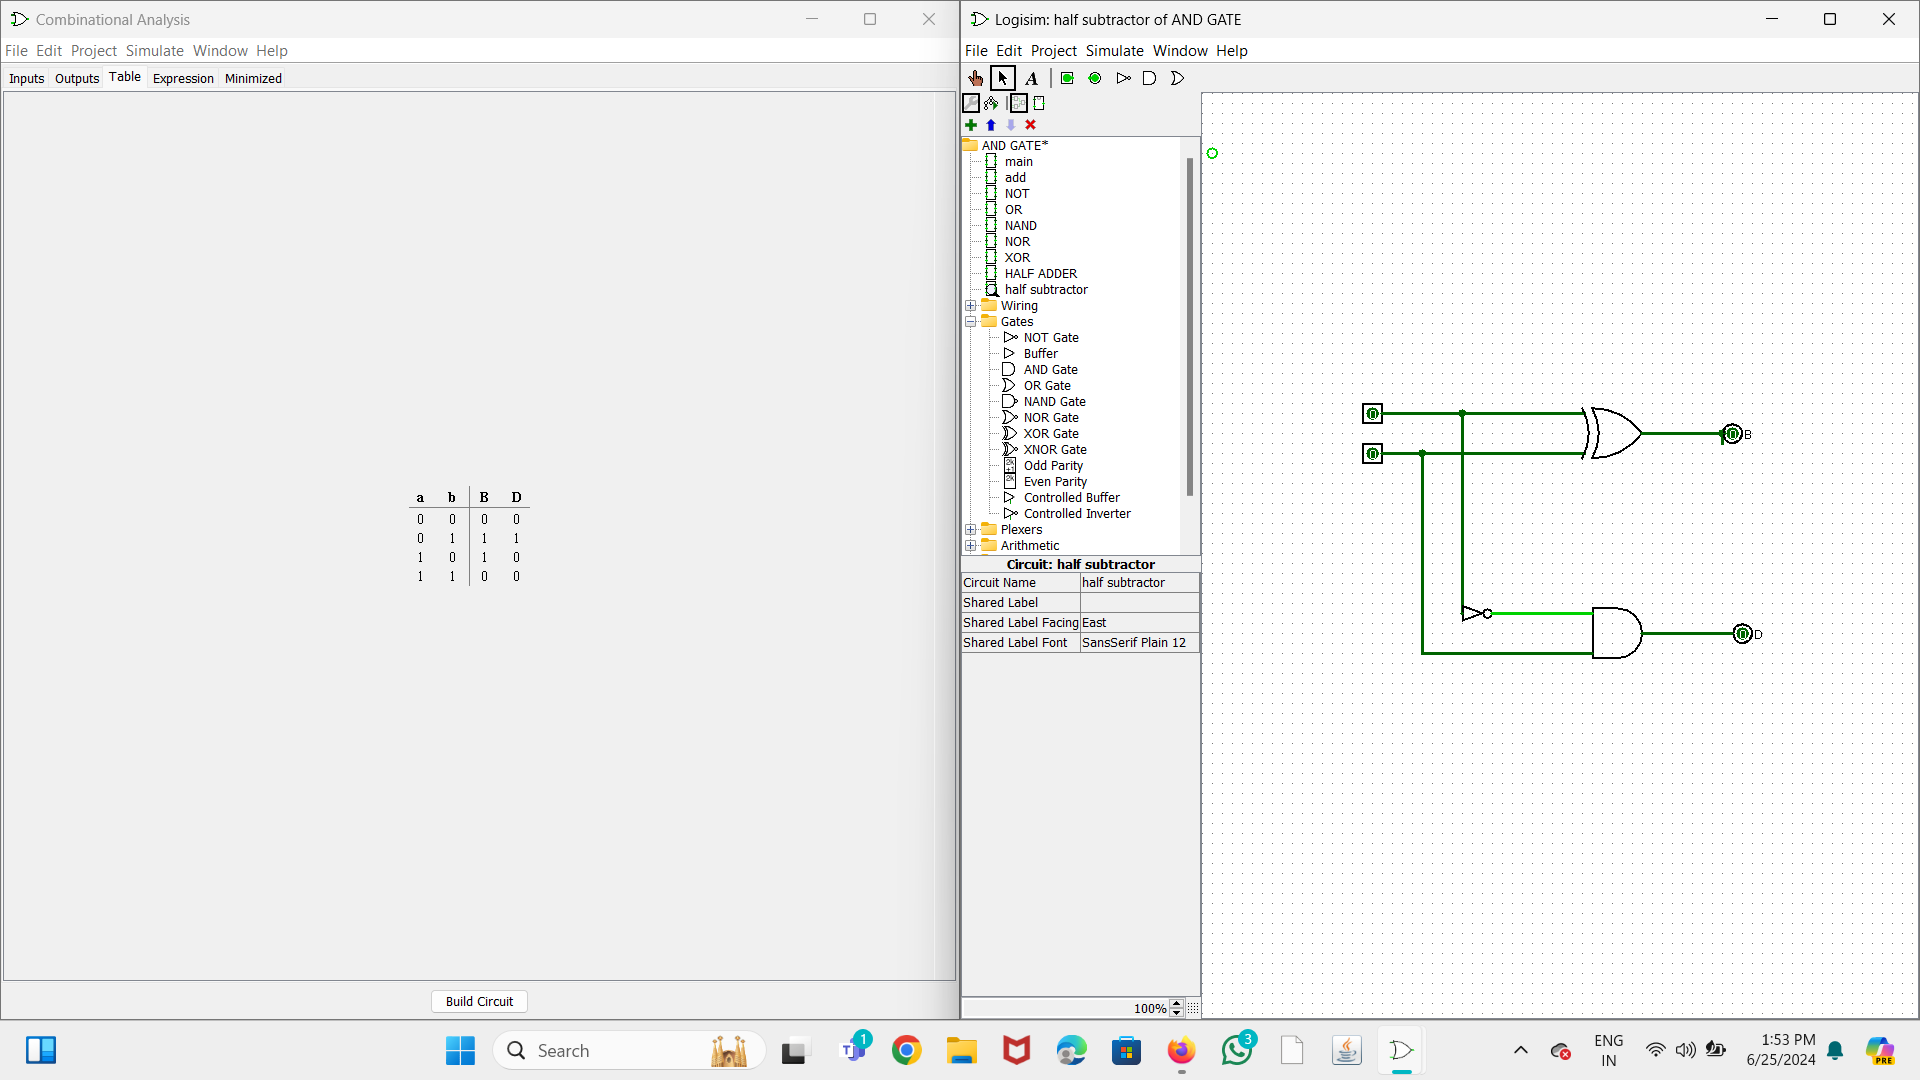 Combinational Analysis
File Edit Project Simulate Window Help
Inputs Outputs Table Expression Minimized
a b B D
0 0 0 0
0 1 1 1
1 0 1 0
1 1 0 0
Build Circuit
Logisim: half subtractor of AND GATE
File Edit Project Simulate Window Help
A
AND GATE*
main
add
NOT
OR
NAND
NOR
XOR
HALF ADDER
half subtractor
Wiring
Gates
NOT Gate
Buffer
AND Gate
OR Gate
NAND Gate
NOR Gate
XOR Gate
XNOR Gate
Odd Parity
Even Parity
Controlled Buffer
Controlled Inverter
Plexers
Arithmetic
Circuit: half subtractor
Circuit Name half subtractor
Shared Label
Shared Label Facing East
Shared Label Font SansSerif Plain 12
100%
0
0
0 B
0 D
Search
1
3
ENG
IN
1:53 PM
6/25/2024
PRE